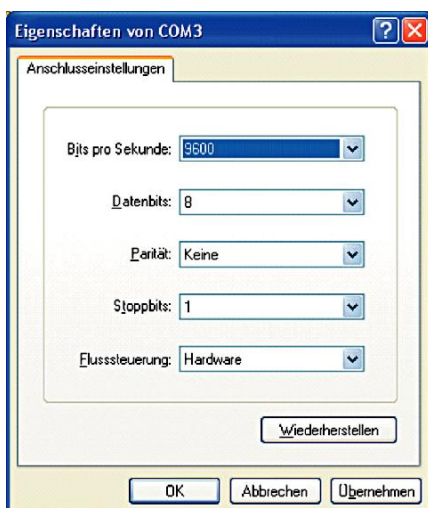 Eigenschaften von COM3
Anschlusseinstellungen
Bits pro Sekunde: 9600
Datenbits: 8
Parität: Keine
Stoppbits: 1
Flusssteuerung: Hardware
Wiederherstellen
OK Abbrechen Übernehmen